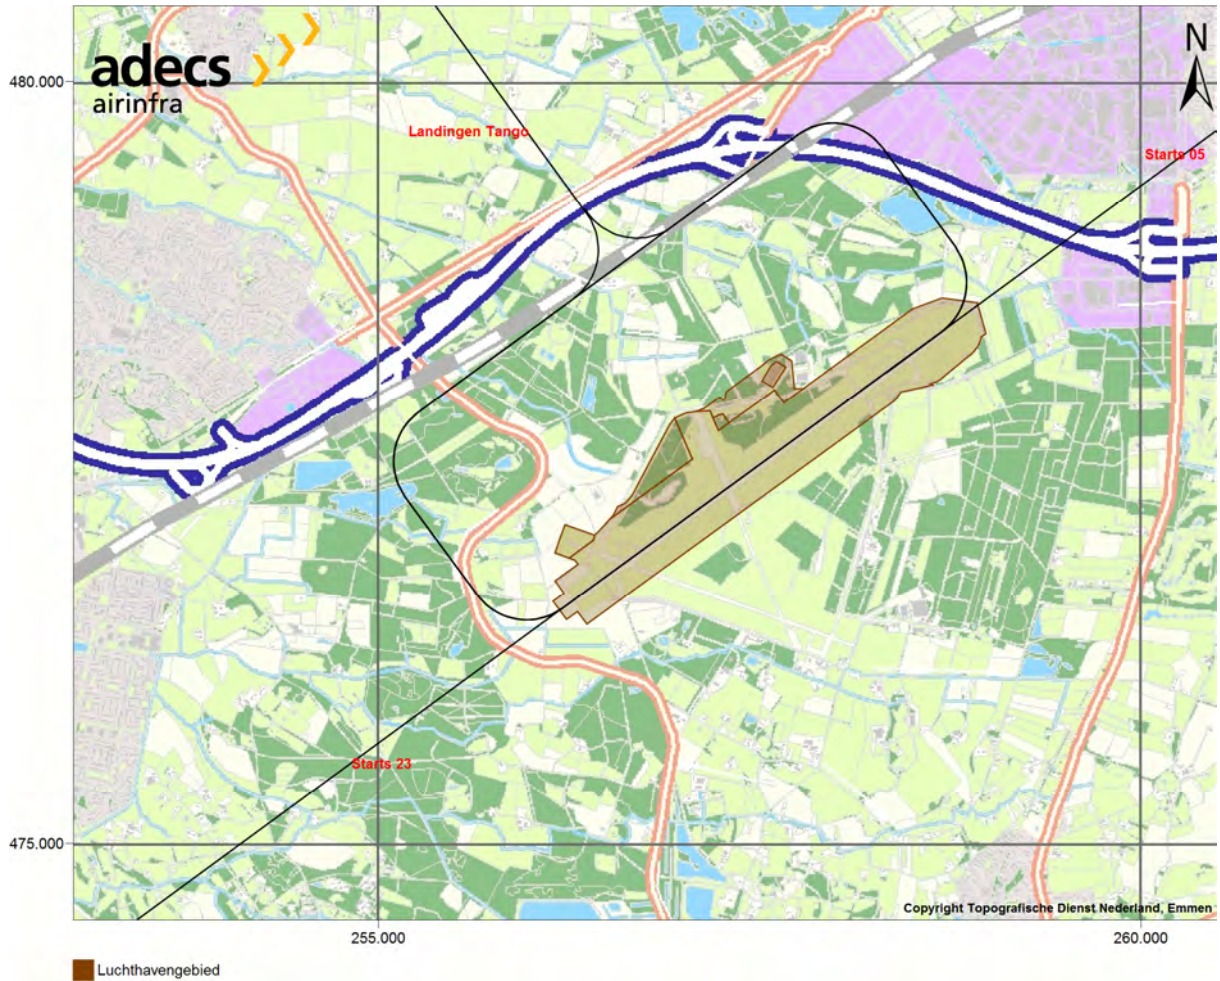 adecs
airinfra
N
480.000
Landingen Tango
Starts 05
Starts 23
475.000
Copyright Topografische Dienst Nederland, Emmen
255.000
260.000
Luchthavengebied